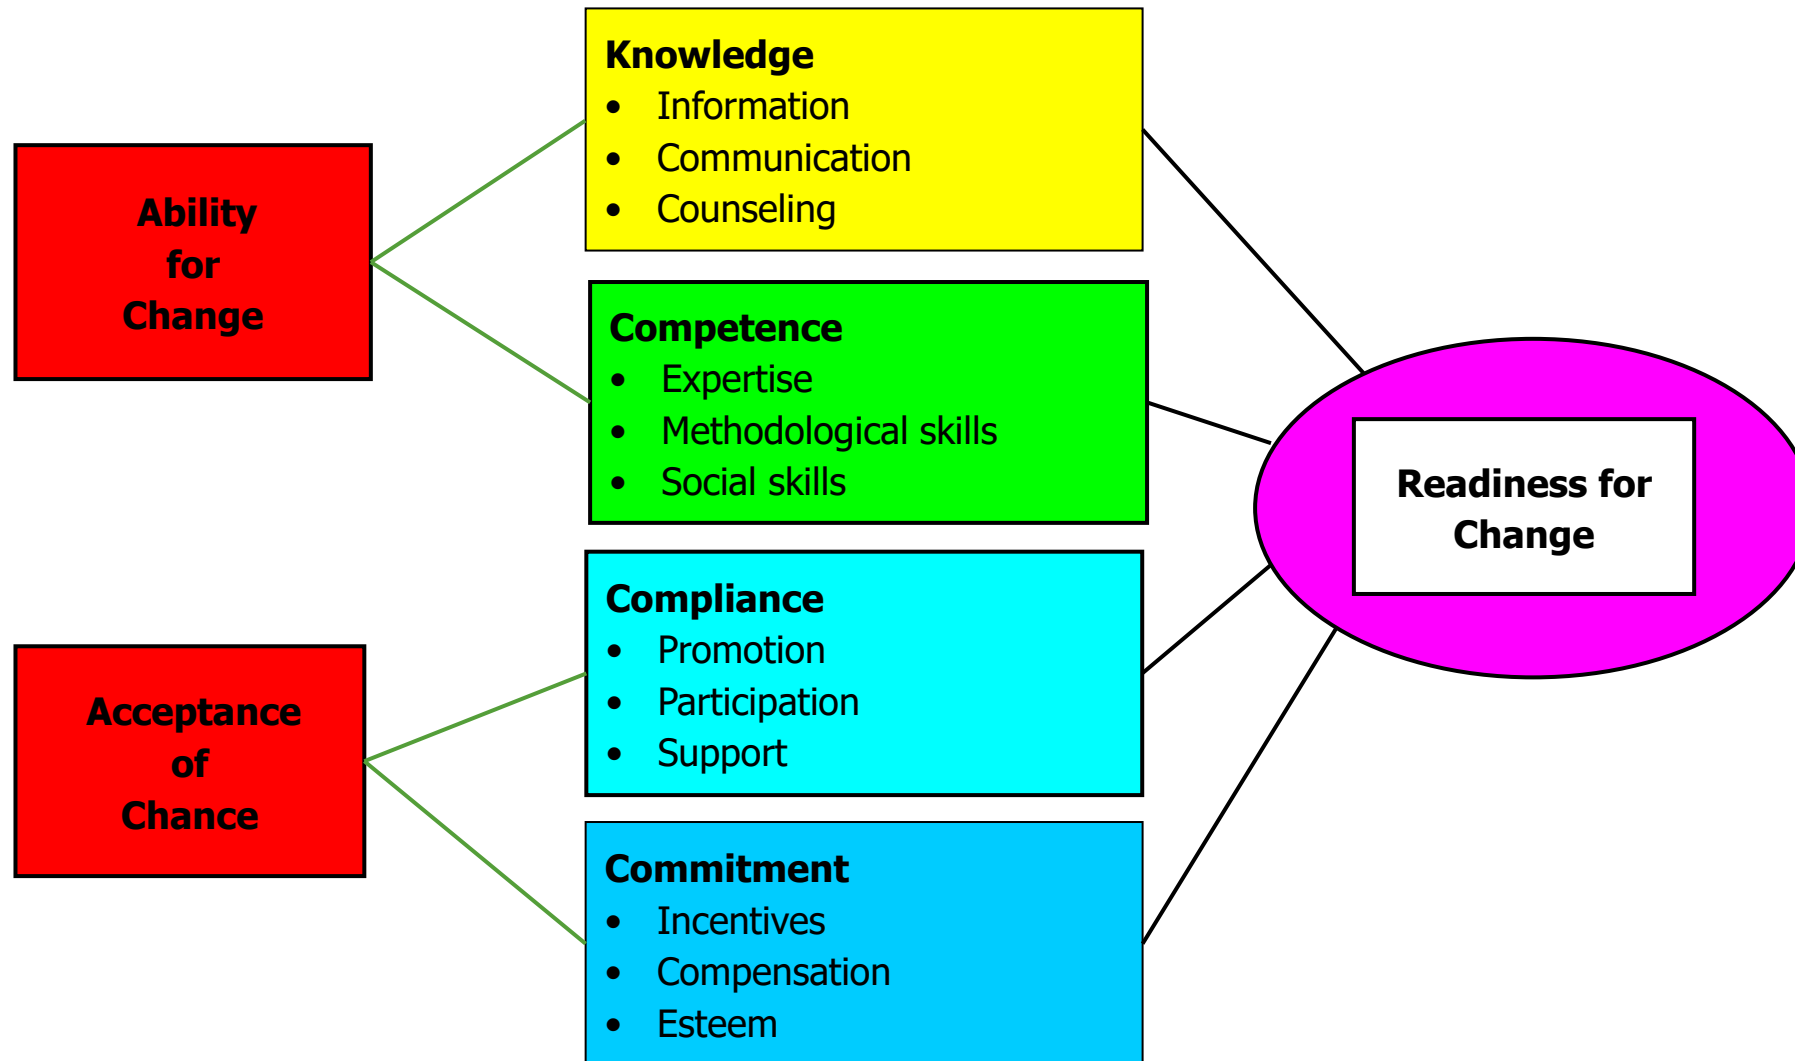 Ability
for
Change
Acceptance
of
Chance
Knowledge
• Information
• Communication
• Counseling
Competence
• Expertise
• Methodological skills
• Social skills
Compliance
• Promotion
• Participation
• Support
Commitment
• Incentives
• Compensation
• Esteem
Readiness for
Change